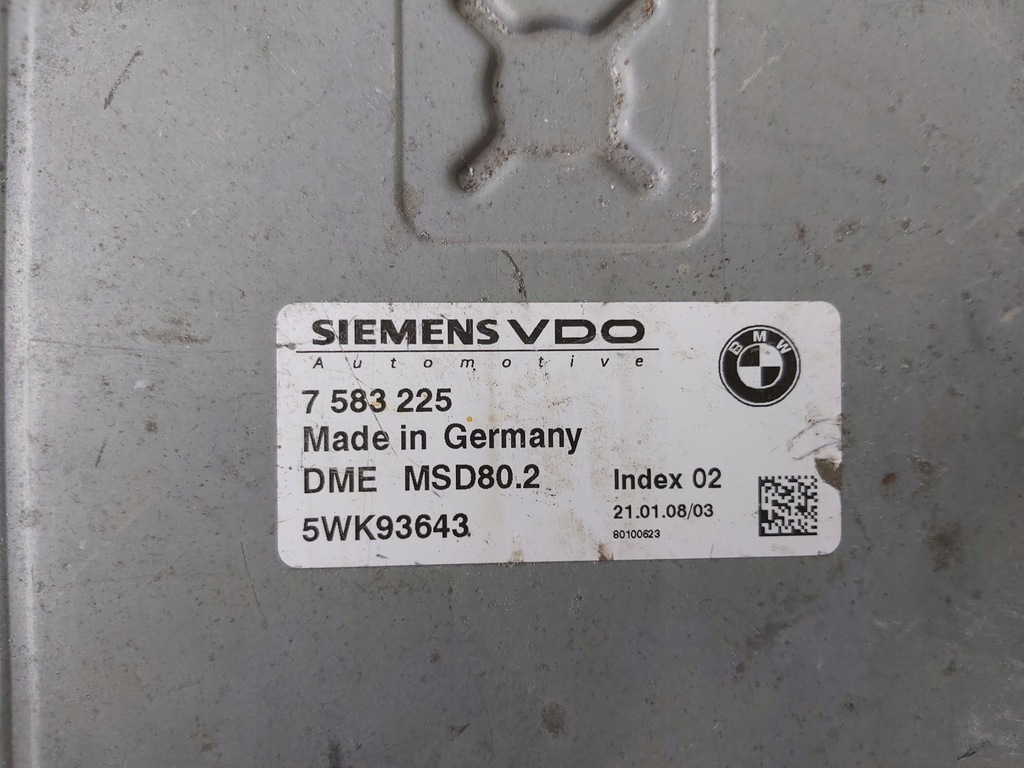 SIEMENS VDO
Automotive
BMW
7 583 225
Made in Germany
DME MSD80.2
Index 02
21.01.08/03
5WK93643
80100623